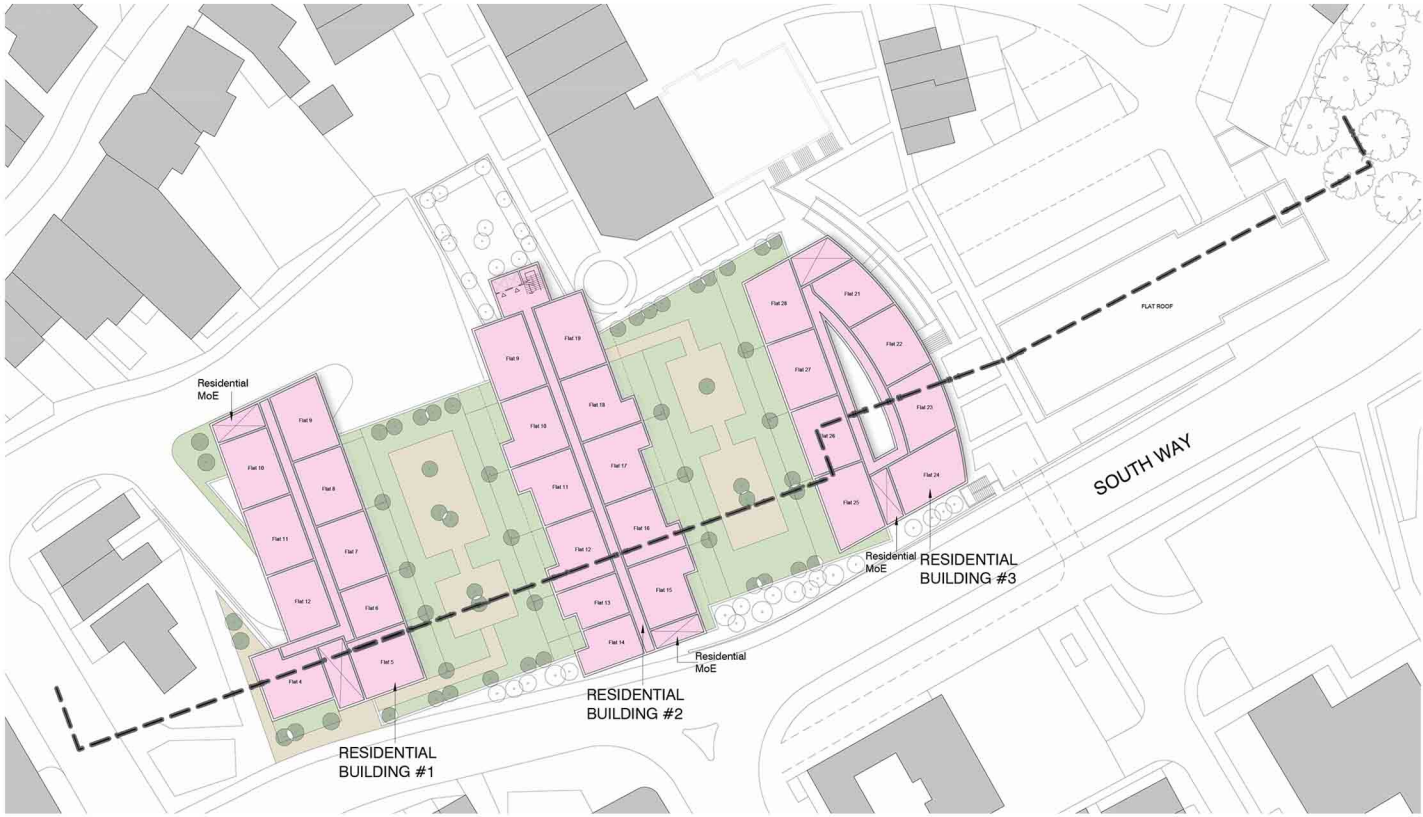 Flat 28
Flat 21
FLAT ROOF
Flat 19
Flat 22
Flat 9
Flat 27
Residential
MoE
Flat 18
Flat 23
Flat 9
Flat 10
Flat 26
SOUTH WAY
Flat 10
Flat 17
Flat 24
Flat 8
Flat 11
Flat 25
Flat 16
Flat 11
Flat 7
Flat 12
Residential
MoE
RESIDENTIAL
BUILDING #3
Flat 15
Flat 12
Flat 6
Flat 13
Flat 14
Residential
MoE
Flat 5
Flat 4
RESIDENTIAL
BUILDING #2
RESIDENTIAL
BUILDING #1